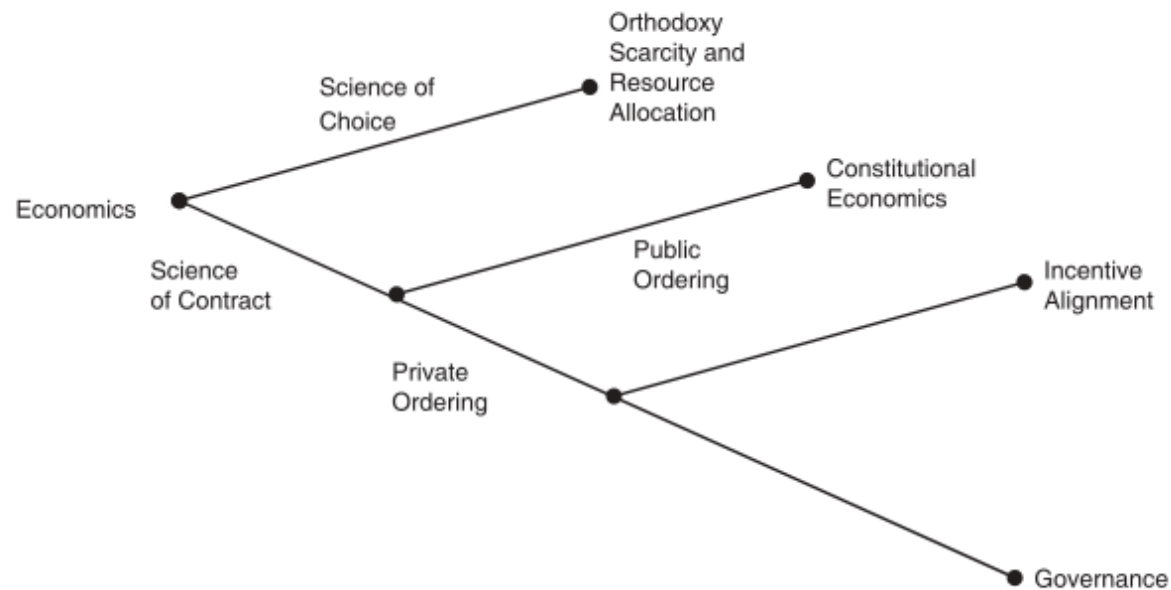 Orthodoxy
Scarcity and
Resource
Allocation
Science of
Choice
Economics
Constitutional
Economics
Science
of Contract
Public
Ordering
Incentive
Alignment
Private
Ordering
Governance